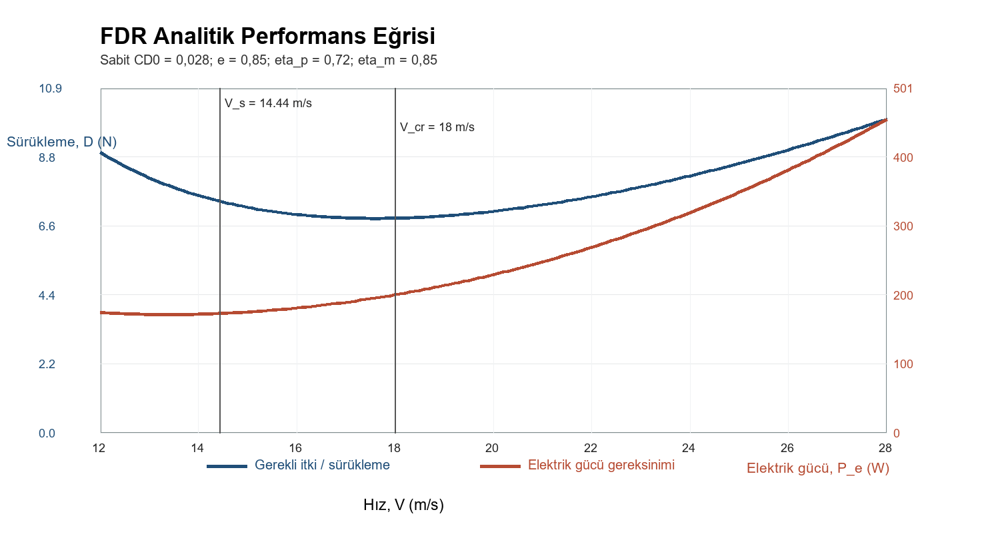 FDR Analitik Performans Eğrisi
Sabit CD0 = 0,028; e = 0,85; eta_p = 0,72; eta_m = 0,85
10.9
501
V_s = 14.44 m/s
V_cr = 18 m/s
Sürükleme, D (N)
8.8
400
6.6
300
4.4
200
2.2
100
0.0
0
12 14 16 18 20 22 24 26 28
Gerekli itki / sürükleme
Elektrik gücü gereksinimi
Elektrik gücü, P_e (W)
Hız, V (m/s)